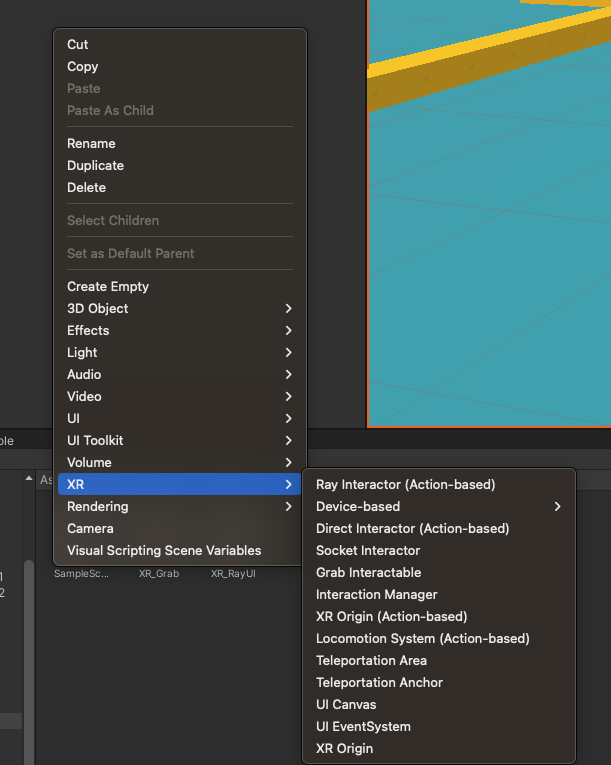 Cut
Copy
Paste
Paste As Child
Rename
Duplicate
Delete
Select Children
Set as Default Parent
Create Empty
3D Object
Effects
Light
Audio
Video
UI
UI Toolkit
Volume
XR
Rendering
Camera
Visual Scripting Scene Variables
Ray Interactor (Action-based)
Device-based
Direct Interactor (Action-based)
Socket Interactor
Grab Interactable
Interaction Manager
XR Origin (Action-based)
Locomotion System (Action-based)
Teleportation Area
Teleportation Anchor
UI Canvas
UI EventSystem
XR Origin
ole
As
1
2
SampleSc... XR_Grab XR_RayUI